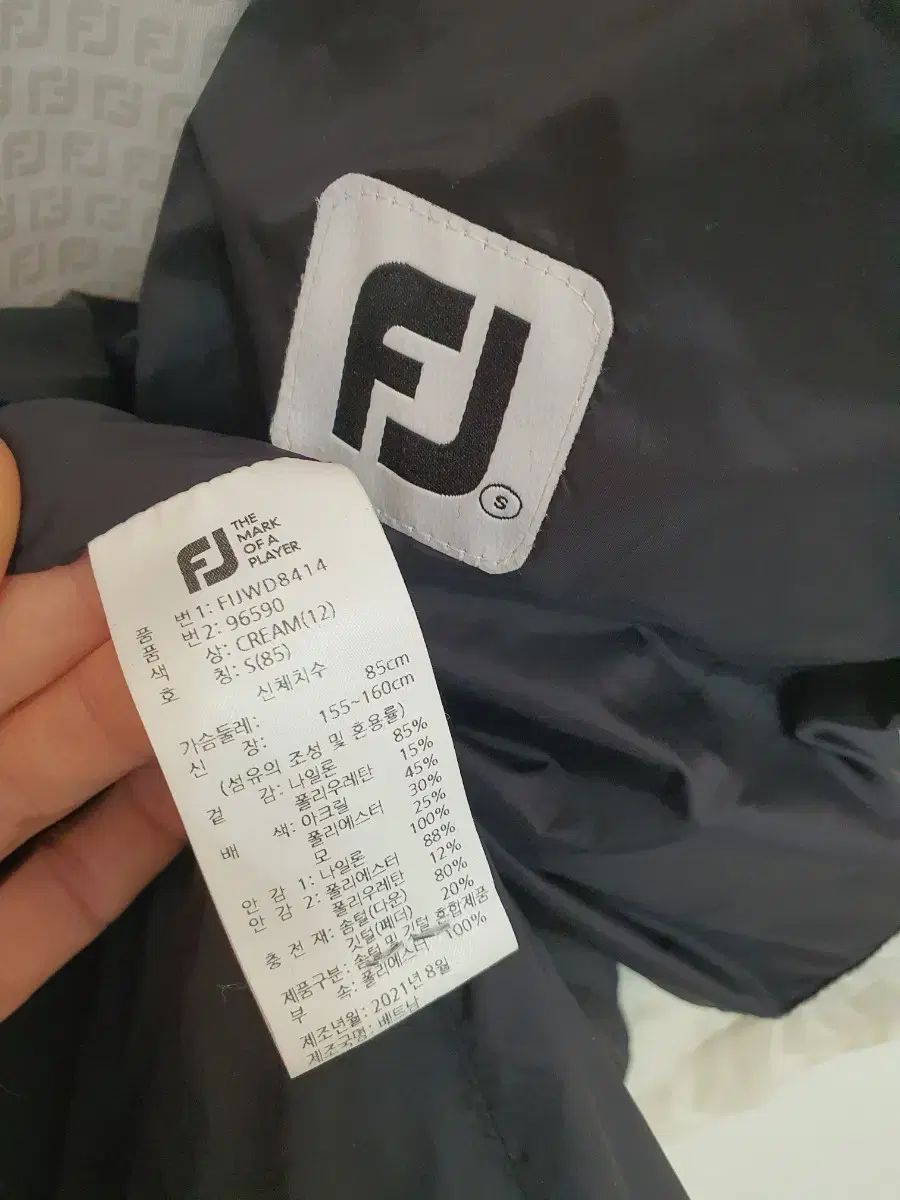 FJ
S
FJ THE
MARK
OF A
PLAYER
품 번1: FIJWD8414
품 번2: 96590
색 상: CREAM(12)
호 칭: S(85)
신체치수
가슴둘레: 85cm
신 장: 155~160cm
(섬유의 조성 및 혼용률)
겉 감: 나일론 85%
폴리우레탄 15%
배 색: 아크릴 45%
폴리에스터 30%
모 25%
안 감 1: 나일론 100%
안 감 2: 폴리에스터 88%
폴리우레탄 12%
충 전 재: 솜털(다운) 80%
깃털(페더) 20%
제품구분: 솜털 및 깃털 혼합제품
부 속: 폴리에스터 100%
제조년월: 2021년 8월
제조국명: 베트남